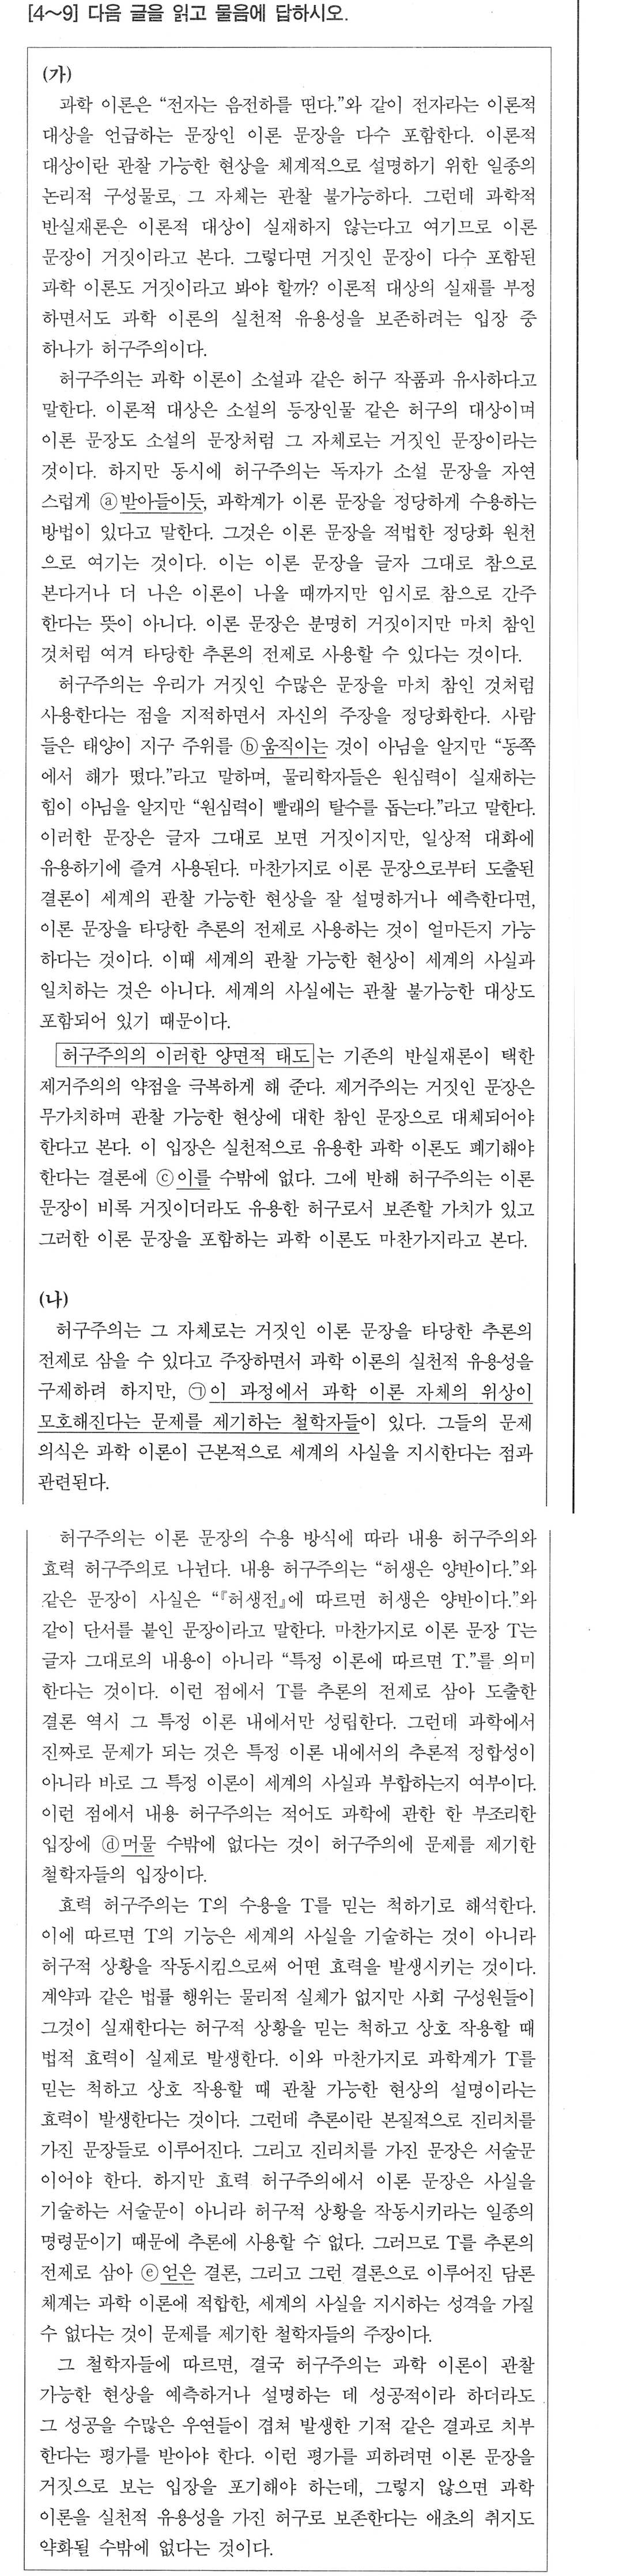 [4～9] 다음 글을 읽고 물음에 답하시오.
(가)
과학 이론은 “전자는 음전하를 띤다.”와 같이 전자라는 이론적
대상을 언급하는 문장인 이론 문장을 다수 포함한다. 이론적
대상이란 관찰 가능한 현상을 체계적으로 설명하기 위한 일종의
논리적 구성물로, 그 자체는 관찰 불가능하다. 그런데 과학적
반실재론은 이론적 대상이 실재하지 않는다고 여기므로 이론
문장이 거짓이라고 본다. 그렇다면 거짓인 문장이 다수 포함된
과학 이론도 거짓이라고 봐야 할까? 이론적 대상의 실재를 부정
하면서도 과학 이론의 실천적 유용성을 보존하려는 입장 중
하나가 허구주의이다.
허구주의는 과학 이론이 소설과 같은 허구 작품과 유사하다고
말한다. 이론적 대상은 소설의 등장인물 같은 허구의 대상이며
이론 문장도 소설의 문장처럼 그 자체로는 거짓인 문장이라는
것이다. 하지만 동시에 허구주의는 독자가 소설 문장을 자연
스럽게 ⓐ받아들이듯, 과학계가 이론 문장을 정당하게 수용하는
방법이 있다고 말한다. 그것은 이론 문장을 적법한 정당화 원천
으로 여기는 것이다. 이는 이론 문장을 글자 그대로 참으로
본다거나 더 나은 이론이 나올 때까지만 임시로 참으로 간주
한다는 뜻이 아니다. 이론 문장은 분명히 거짓이지만 마치 참인
것처럼 여겨 타당한 추론의 전제로 사용할 수 있다는 것이다.
허구주의는 우리가 거짓인 수많은 문장을 마치 참인 것처럼
사용한다는 점을 지적하면서 자신의 주장을 정당화한다. 사람
들은 태양이 지구 주위를 ⓑ움직이는 것이 아님을 알지만 “동쪽
에서 해가 떴다.”라고 말하며, 물리학자들은 원심력이 실재하는
힘이 아님을 알지만 “원심력이 빨래의 탈수를 돕는다.”라고 말한다.
이러한 문장은 글자 그대로 보면 거짓이지만, 일상적 대화에
유용하기에 즐겨 사용된다. 마찬가지로 이론 문장으로부터 도출된
결론이 세계의 관찰 가능한 현상을 잘 설명하거나 예측한다면,
이론 문장을 타당한 추론의 전제로 사용하는 것이 얼마든지 가능
하다는 것이다. 이때 세계의 관찰 가능한 현상이 세계의 사실과
일치하는 것은 아니다. 세계의 사실에는 관찰 불가능한 대상도
포함되어 있기 때문이다.
허구주의의 이러한 양면적 태도는 기존의 반실재론이 택한
제거주의의 약점을 극복하게 해 준다. 제거주의는 거짓인 문장은
무가치하며 관찰 가능한 현상에 대한 참인 문장으로 대체되어야
한다고 본다. 이 입장은 실천적으로 유용한 과학 이론도 폐기해야
한다는 결론에 ⓒ이를 수밖에 없다. 그에 반해 허구주의는 이론
문장이 비록 거짓이더라도 유용한 허구로서 보존할 가치가 있고
그러한 이론 문장을 포함하는 과학 이론도 마찬가지라고 본다.
(나)
허구주의는 그 자체로는 거짓인 이론 문장을 타당한 추론의
전제로 삼을 수 있다고 주장하면서 과학 이론의 실천적 유용성을
구제하려 하지만, ㉠이 과정에서 과학 이론 자체의 위상이
모호해진다는 문제를 제기하는 철학자들이 있다. 그들의 문제
의식은 과학 이론이 근본적으로 세계의 사실을 지시한다는 점과
관련된다.
허구주의는 이론 문장의 수용 방식에 따라 내용 허구주의와
효력 허구주의로 나뉜다. 내용 허구주의는 “허생은 양반이다.”와
같은 문장이 사실은 “『허생전』에 따르면 허생은 양반이다.”와
같이 단서를 붙인 문장이라고 말한다. 마찬가지로 이론 문장 T는
글자 그대로의 내용이 아니라 “특정 이론에 따르면 T.”를 의미
한다는 것이다. 이런 점에서 T를 추론의 전제로 삼아 도출한
결론 역시 그 특정 이론 내에서만 성립한다. 그런데 과학에서
진짜로 문제가 되는 것은 특정 이론 내에서의 추론적 정합성이
아니라 바로 그 특정 이론이 세계의 사실과 부합하는지 여부이다.
이런 점에서 내용 허구주의는 적어도 과학에 관한 한 부조리한
입장에 ⓓ머물 수밖에 없다는 것이 허구주의에 문제를 제기한
철학자들의 입장이다.
효력 허구주의는 T의 수용을 T를 믿는 척하기로 해석한다.
이에 따르면 T의 기능은 세계의 사실을 기술하는 것이 아니라
허구적 상황을 작동시킴으로써 어떤 효력을 발생시키는 것이다.
계약과 같은 법률 행위는 물리적 실체가 없지만 사회 구성원들이
그것이 실재한다는 허구적 상황을 믿는 척하고 상호 작용할 때
법적 효력이 실제로 발생한다. 이와 마찬가지로 과학계가 T를
믿는 척하고 상호 작용할 때 관찰 가능한 현상의 설명이라는
효력이 발생한다는 것이다. 그런데 추론이란 본질적으로 진리치를
가진 문장들로 이루어진다. 그리고 진리치를 가진 문장은 서술문
이어야 한다. 하지만 효력 허구주의에서 이론 문장은 사실을
기술하는 서술문이 아니라 허구적 상황을 작동시키라는 일종의
명령문이기 때문에 추론에 사용할 수 없다. 그러므로 T를 추론의
전제로 삼아 ⓔ얻은 결론, 그리고 그런 결론으로 이루어진 담론
체계는 과학 이론에 적합한, 세계의 사실을 지시하는 성격을 가질
수 없다는 것이 문제를 제기한 철학자들의 주장이다.
그 철학자들에 따르면, 결국 허구주의는 과학 이론이 관찰
가능한 현상을 예측하거나 설명하는 데 성공적이라 하더라도
그 성공을 수많은 우연들이 겹쳐 발생한 기적 같은 결과로 치부
한다는 평가를 받아야 한다. 이런 평가를 피하려면 이론 문장을
거짓으로 보는 입장을 포기해야 하는데, 그렇지 않으면 과학
이론을 실천적 유용성을 가진 허구로 보존한다는 애초의 취지도
약화될 수밖에 없다는 것이다.